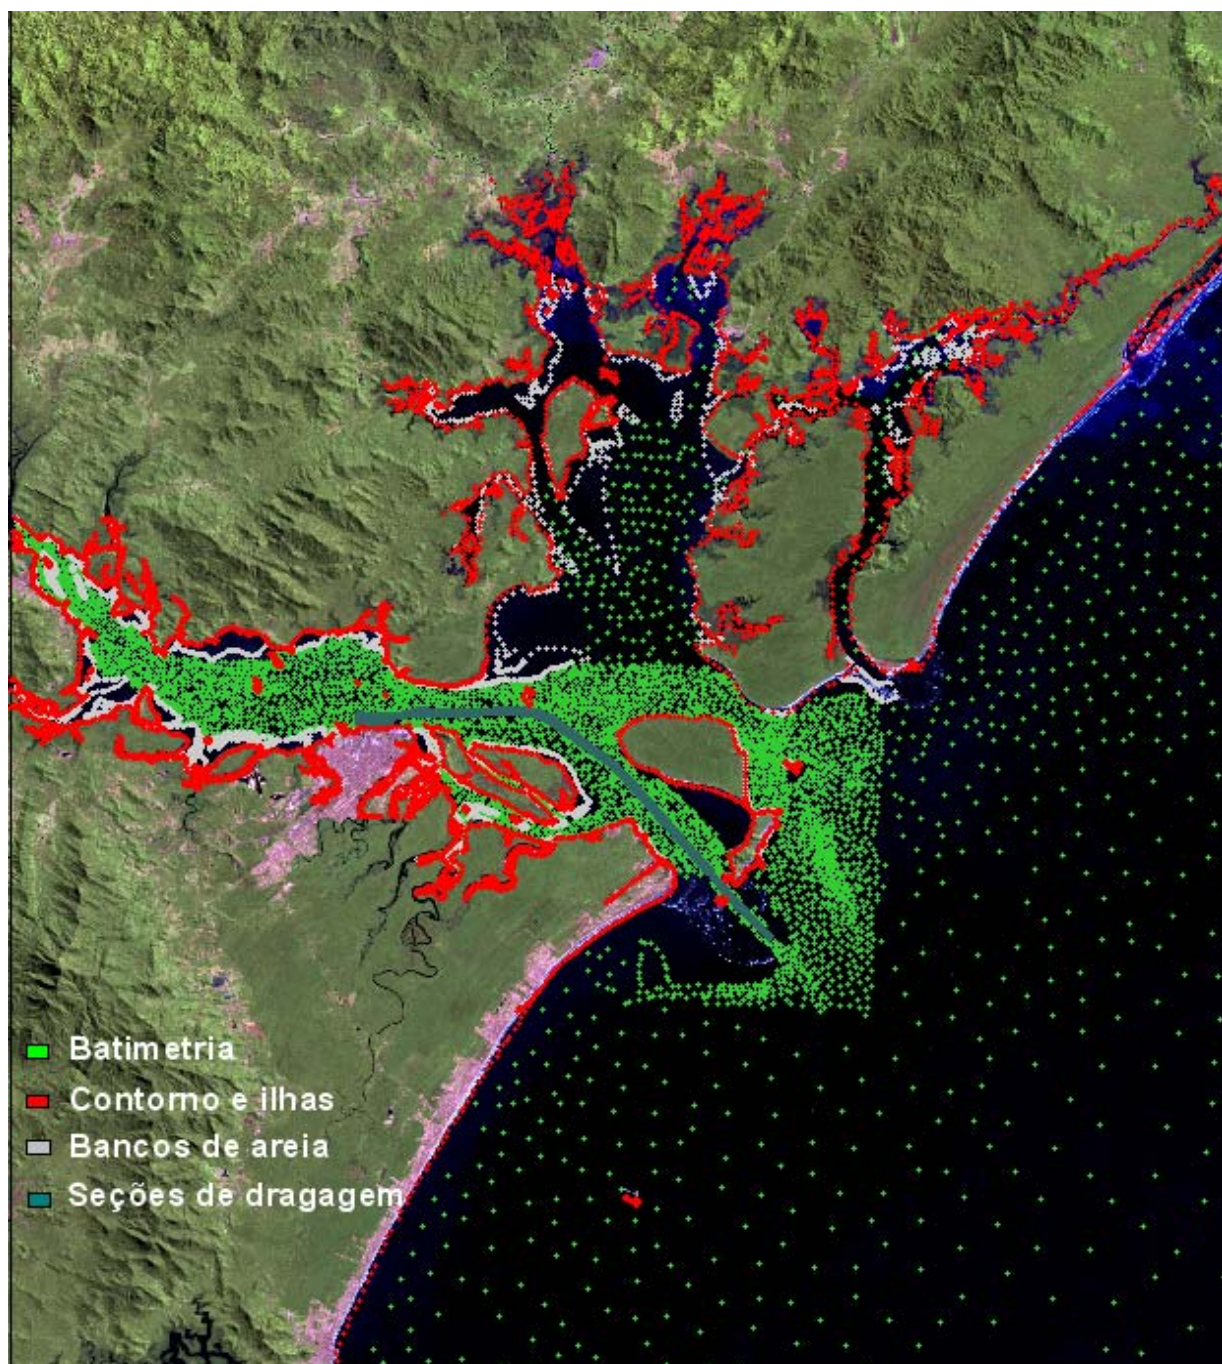 Batimetria
Contorno e ilhas
Bancos de areia
Seções de dragagem